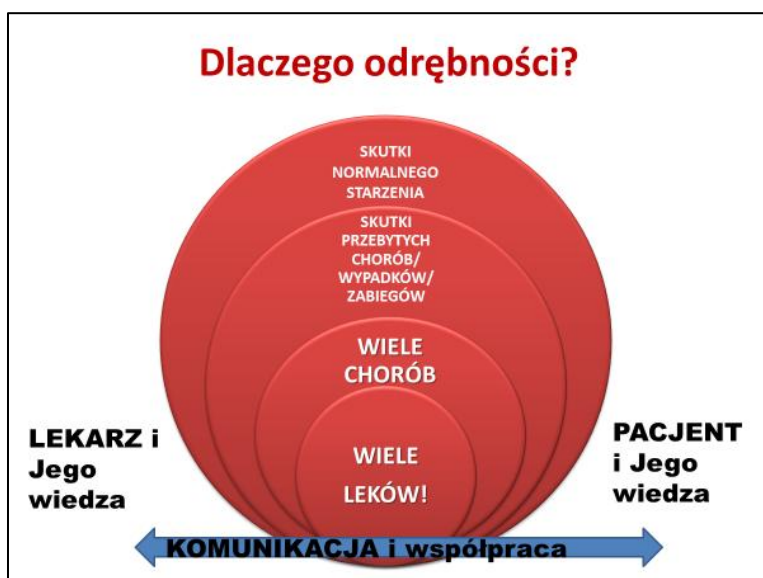 Dlaczego odrębności?
SKUTKI
NORMALNEGO
STARZENIA
SKUTKI
PRZEBYTYCH
CHORÓB/
WYPADKÓW/
ZABIEGÓW
WIELE
CHORÓB
WIELE
LEKÓW!
LEKARZ i
Jego
wiedza
PACJENT
i Jego
wiedza
KOMUNIKACJA i współpraca